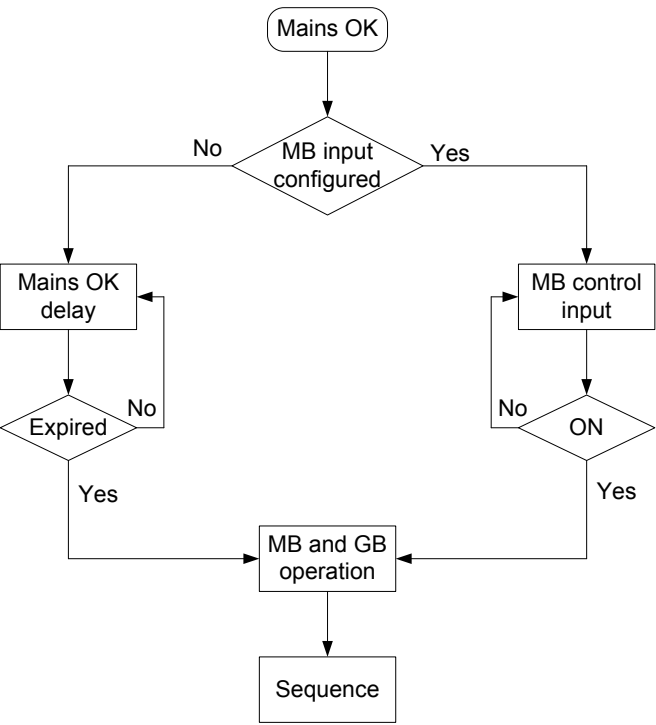 Mains OK
No
MB input
Yes
configured
Mains OK
delay
MB control
input
No
Expired
No
ON
Yes
Yes
MB and GB
operation
Sequence